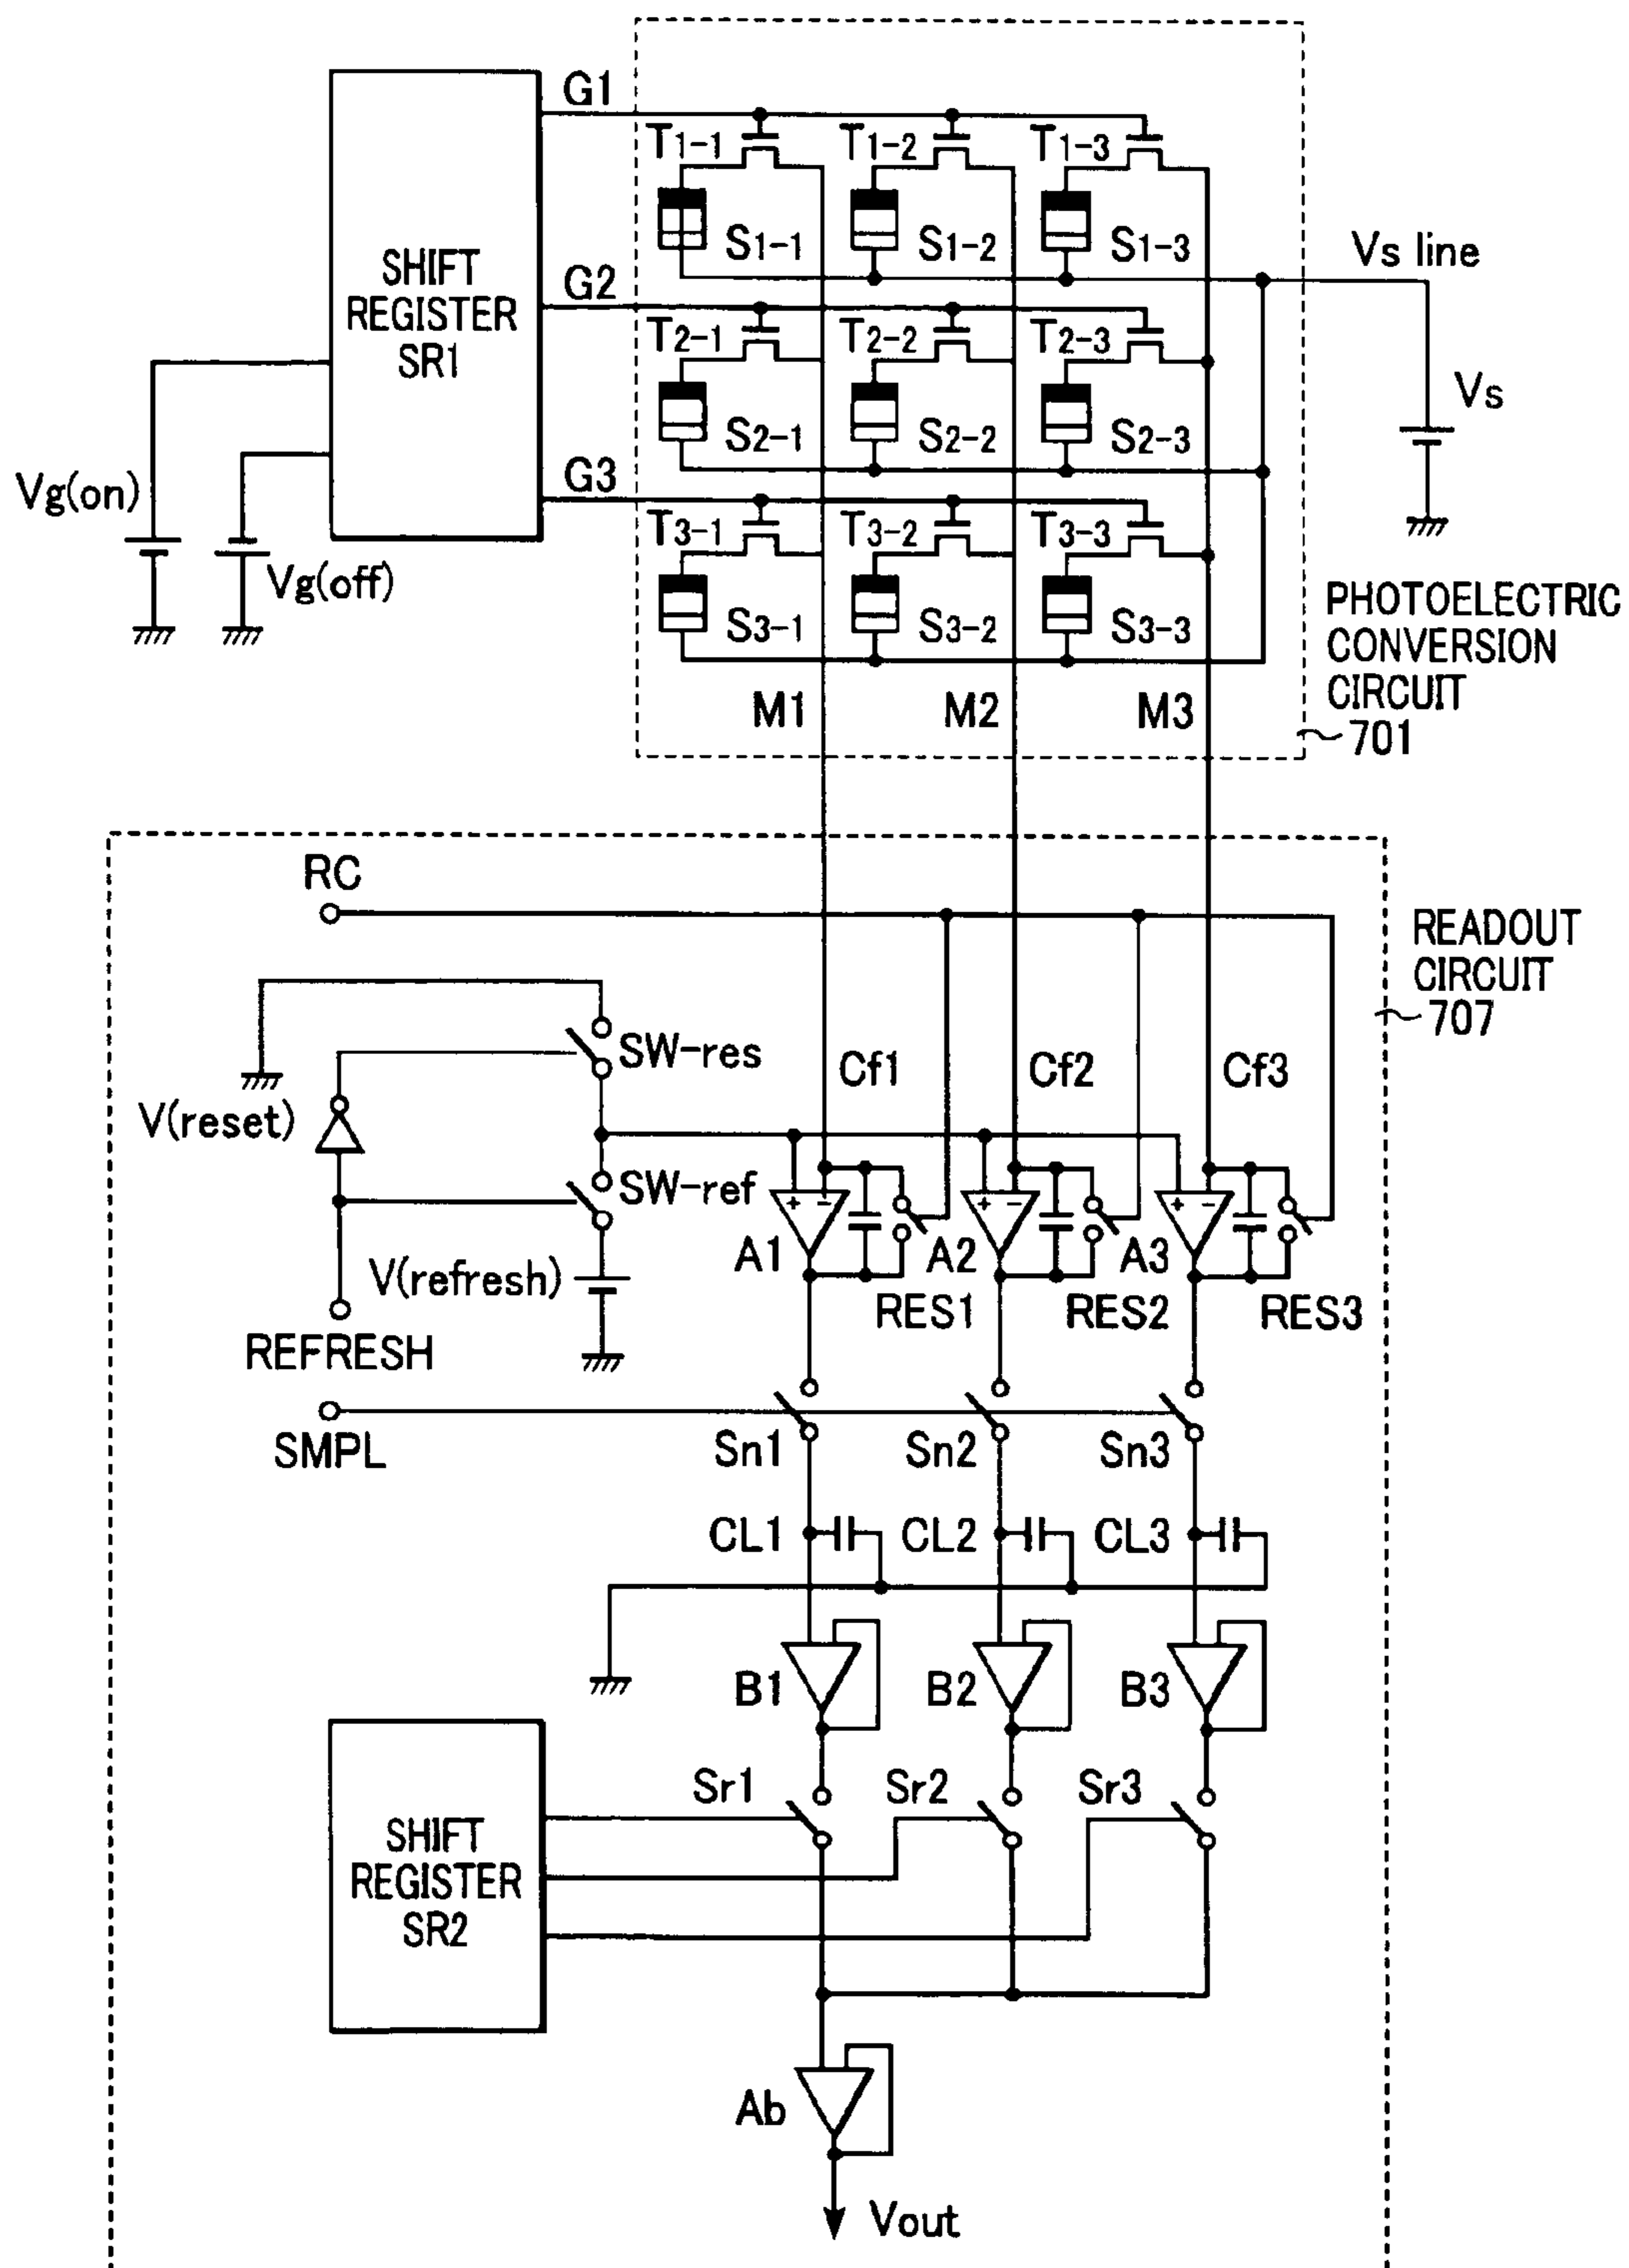 G1
T1-1 T1-2 T1-3
S1-1 S1-2 S1-3
Vs line
SHIFT
REGISTER
SR1
G2
T2-1 T2-2 T2-3
S2-1 S2-2 S2-3
Vs
G3
Vg(on)
T3-1 T3-2 T3-3
Vg(off)
S3-1 S3-2 S3-3
PHOTOELECTRIC
CONVERSION
CIRCUIT
701
M1 M2 M3
RC
READOUT
CIRCUIT
707
SW-res
Cf1 Cf2 Cf3
V(reset)
SW-ref
+ - + - + -
A1 A2 A3
V(refresh)
RES1 RES2 RES3
REFRESH
SMPL
Sn1 Sn2 Sn3
CL1 CL2 CL3
B1 B2 B3
Sr1 Sr2 Sr3
SHIFT
REGISTER
SR2
Ab
Vout